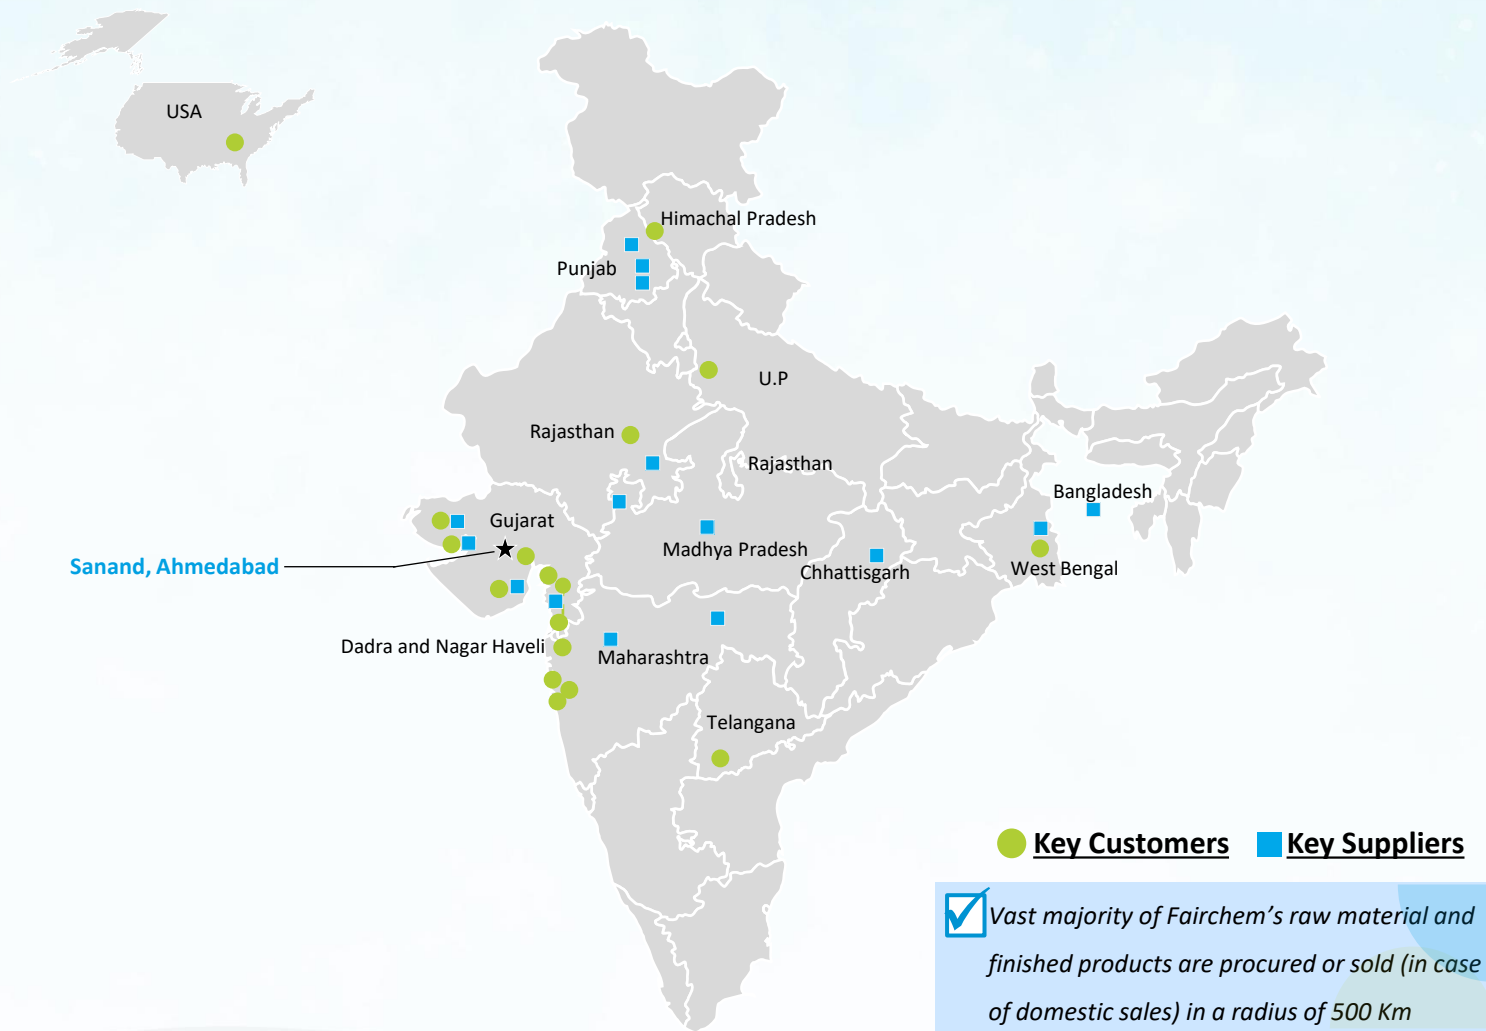 USA
Himachal Pradesh
Punjab
U.P
Rajasthan
Rajasthan
Bangladesh
Gujarat
Madhya Pradesh
Sanand, Ahmedabad
Chhattisgarh
West Bengal
Dadra and Nagar Haveli
Maharashtra
Telangana
Key Customers
Key Suppliers
Vast majority of Fairchem’s raw material and
finished products are procured or sold (in case
of domestic sales) in a radius of 500 Km